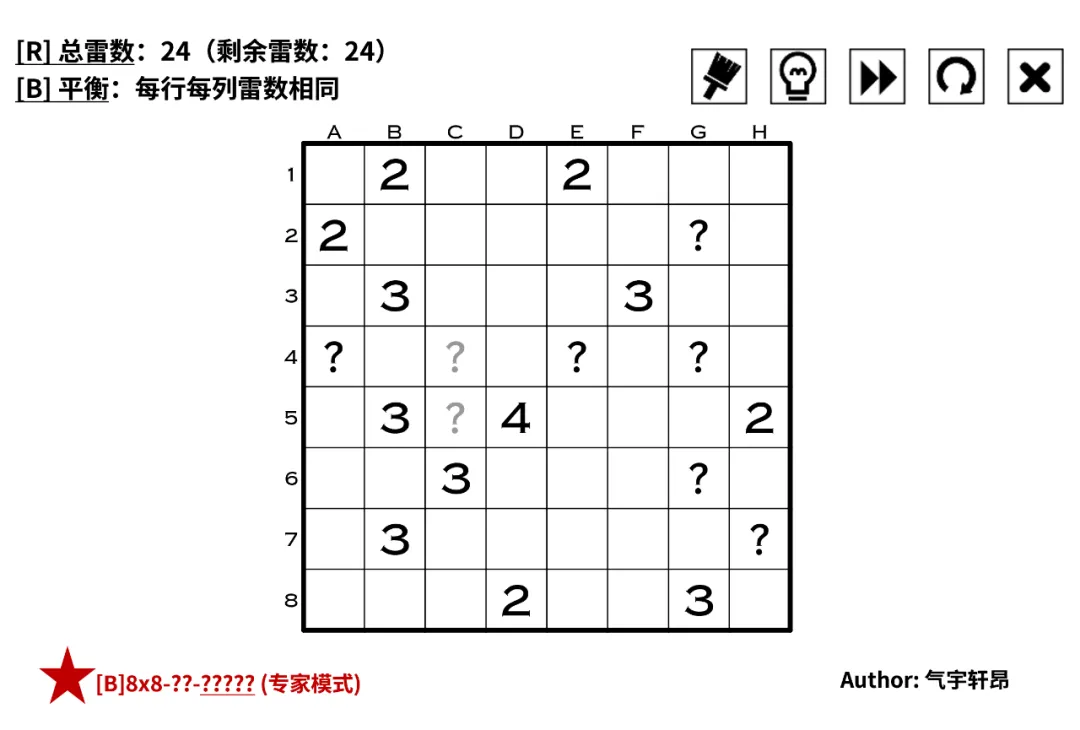 [R] 总雷数：24（剩余雷数：24）
[B] 平衡：每行每列雷数相同
A B C D E F G H
1 2 2
2 2 ?
3 3 3
4 ? ? ? ?
5 3 ? 4 2
6 3 ?
7 3 ?
8 2 3
[B]8x8-??-????? (专家模式)
Author: 气宇轩昂